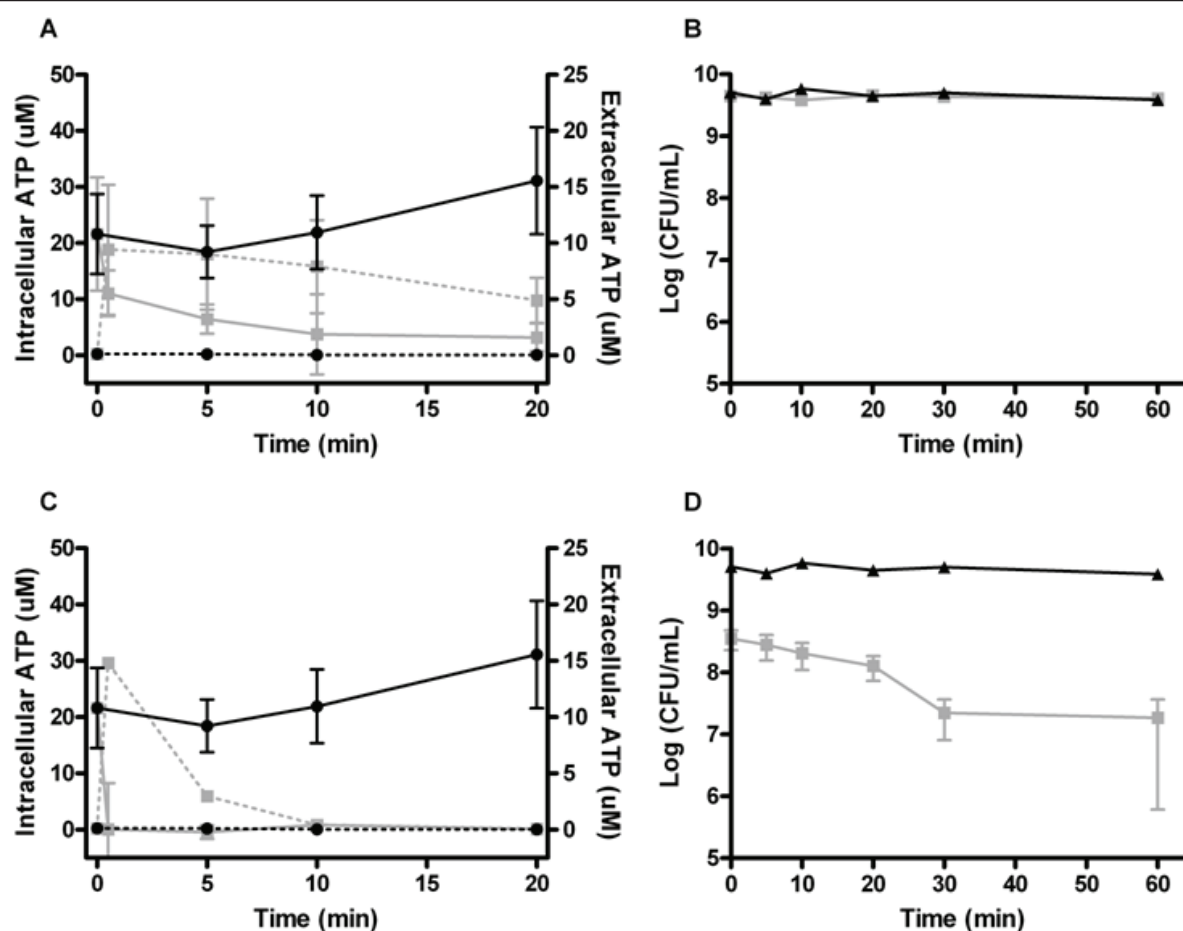 A
50
40
30
20
10
0
Intracellular ATP (uM)
25
20
15
10
5
0
Extracellular ATP (uM)
0 5 10 15 20
Time (min)
B
10
9
8
7
6
5
Log (CFU/mL)
0 10 20 30 40 50 60
Time (min)
C
50
40
30
20
10
0
Intracellular ATP (uM)
25
20
15
10
5
0
Extracellular ATP (uM)
0 5 10 15 20
Time (min)
D
10
9
8
7
6
5
Log (CFU/mL)
0 10 20 30 40 50 60
Time (min)